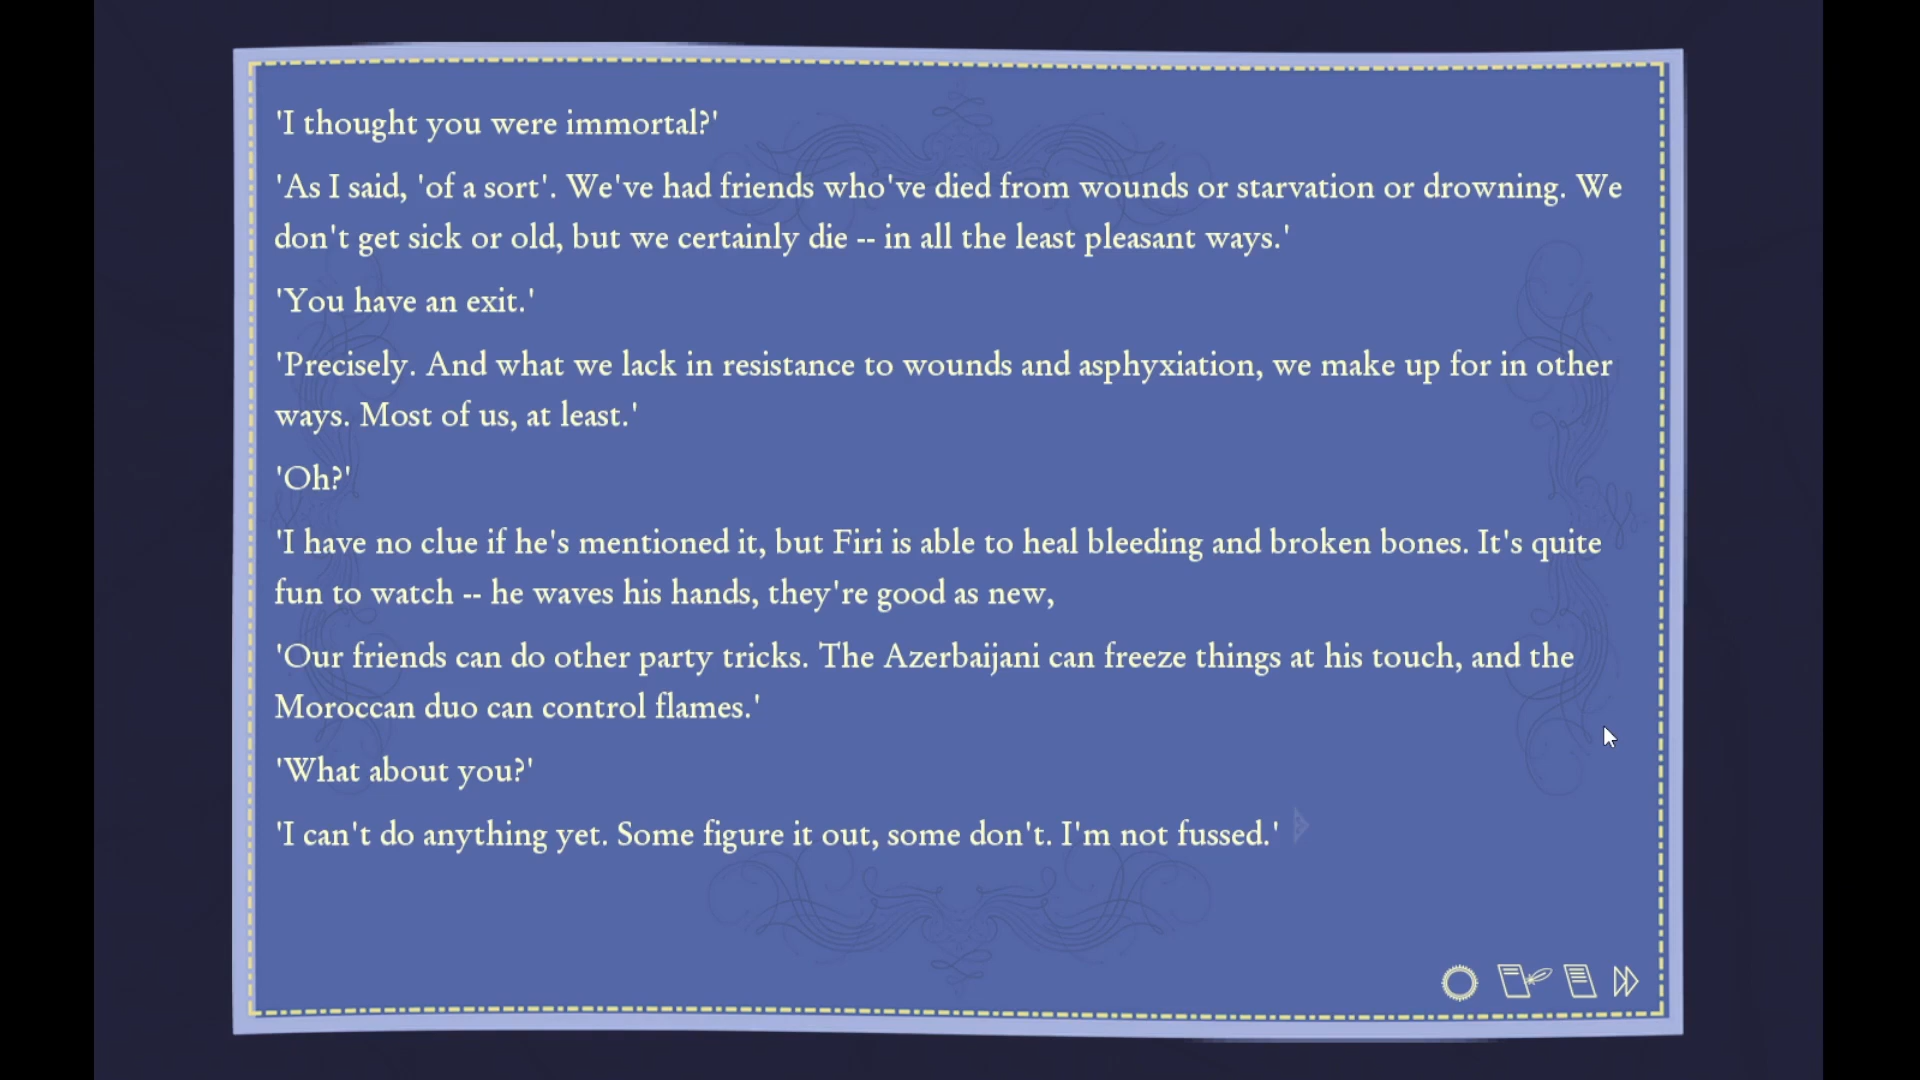 'I thought you were immortal?'
'As I said, 'of a sort'. We've had friends who've died from wounds or starvation or drowning. We
don't get sick or old, but we certainly die -- in all the least pleasant ways.'
'You have an exit.'
'Precisely. And what we lack in resistance to wounds and asphyxiation, we make up for in other
ways. Most of us, at least.'
'Oh?'
'I have no clue if he's mentioned it, but Firi is able to heal bleeding and broken bones. It's quite
fun to watch -- he waves his hands, they're good as new,
'Our friends can do other party tricks. The Azerbaijani can freeze things at his touch, and the
Moroccan duo can control flames.'
'What about you?'
'I can't do anything yet. Some figure it out, some don't. I'm not fussed.'